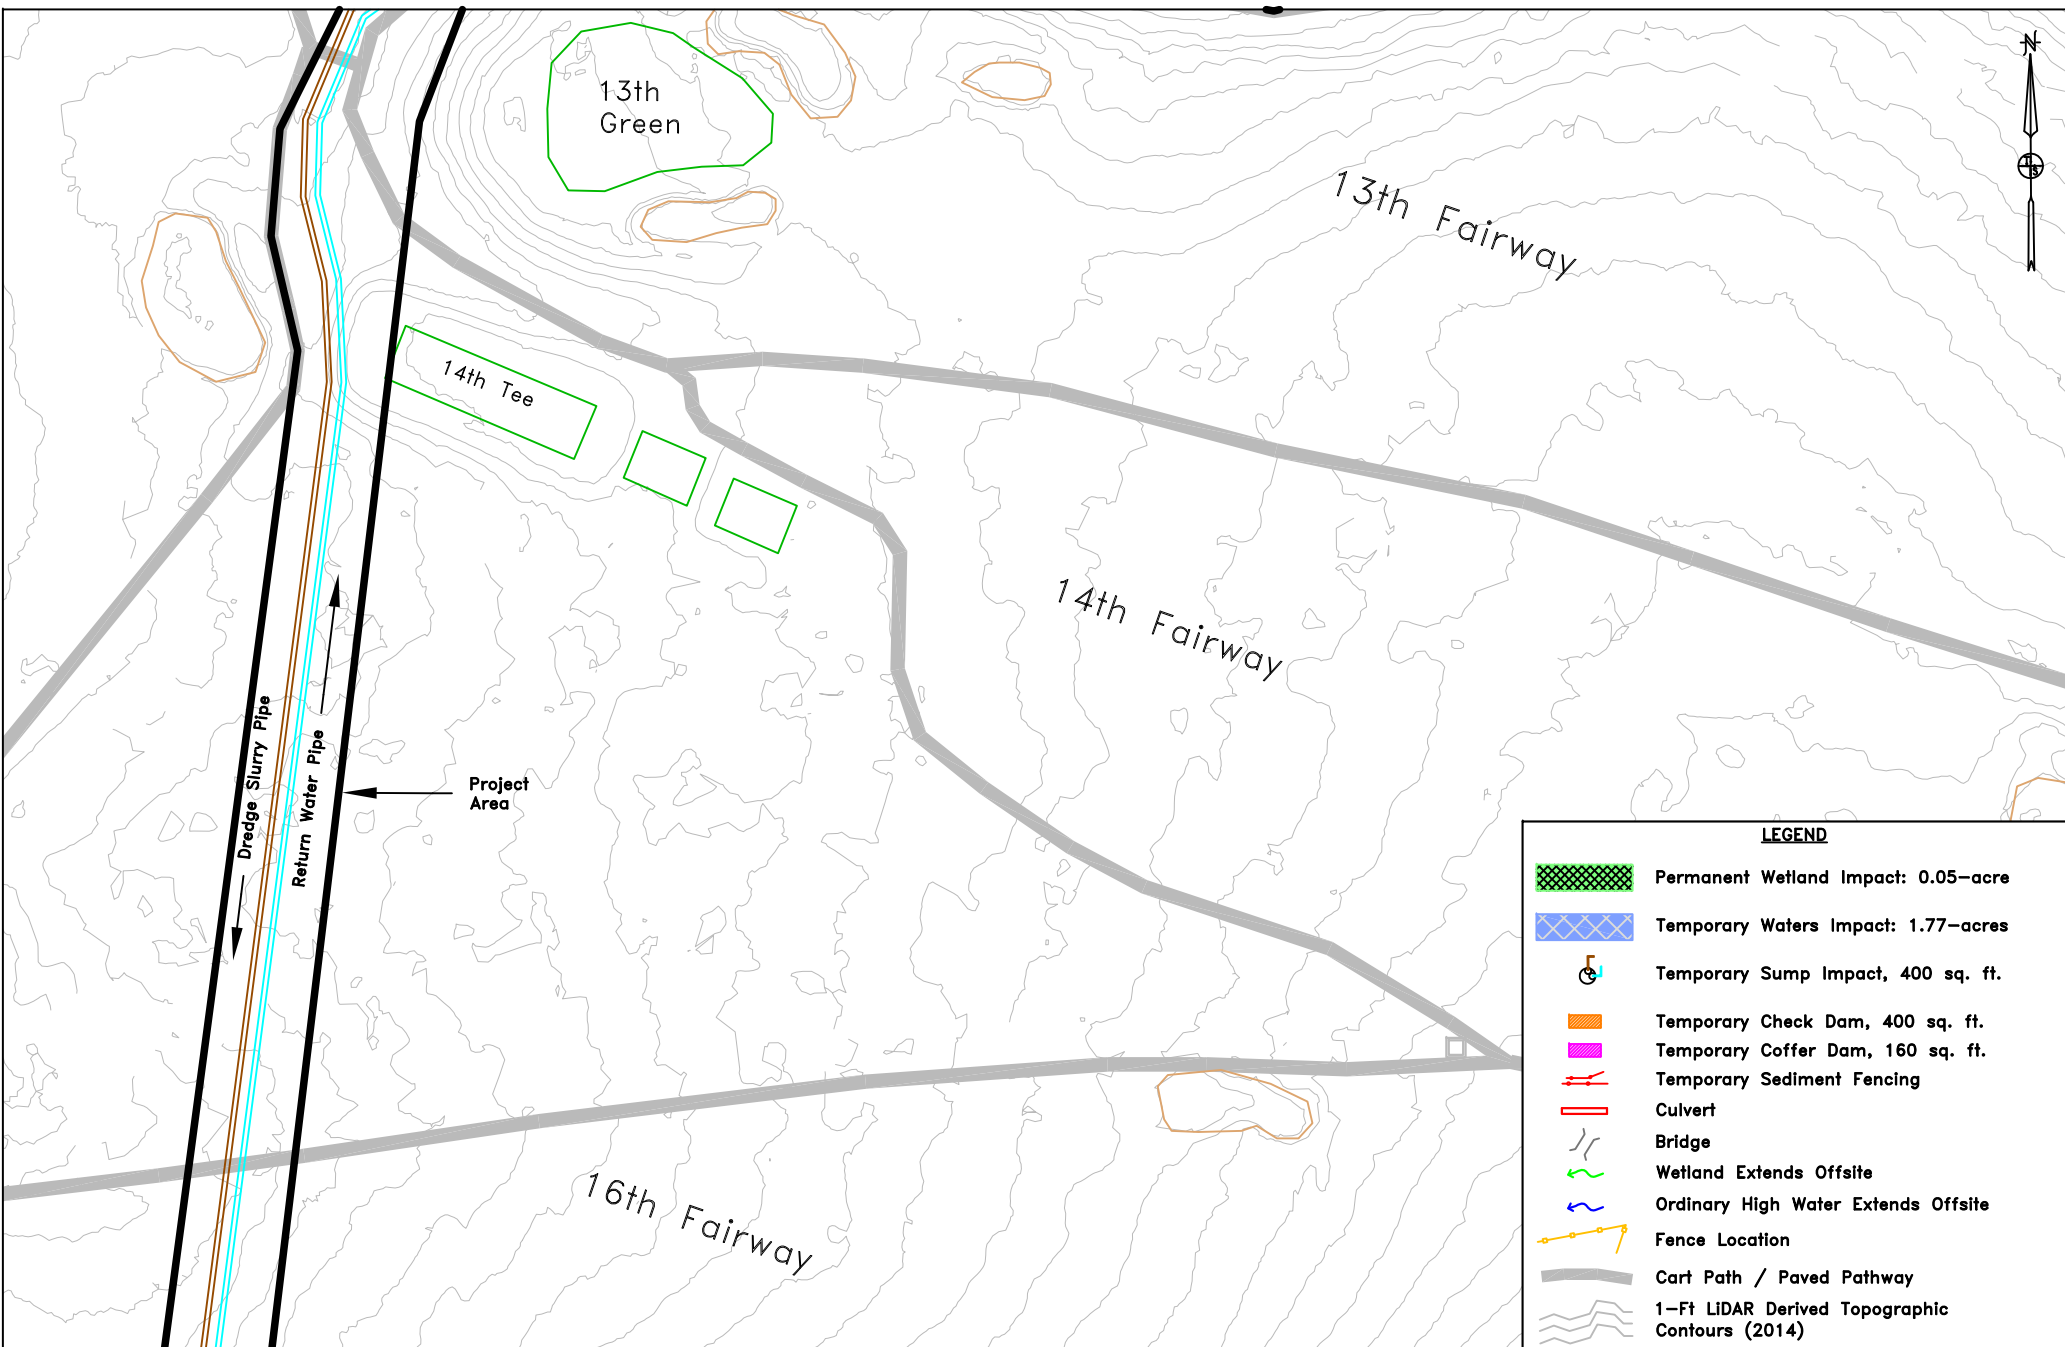 N
T
S
13th
Green
13th Fairway
14th Tee
14th Fairway
Dredge Slurry Pipe
Return Water Pipe
Project
Area
16th Fairway
LEGEND
Permanent Wetland Impact: 0.05-acre
Temporary Waters Impact: 1.77-acres
Temporary Sump Impact, 400 sq. ft.
Temporary Check Dam, 400 sq. ft.
Temporary Coffer Dam, 160 sq. ft.
Temporary Sediment Fencing
Culvert
Bridge
Wetland Extends Offsite
Ordinary High Water Extends Offsite
Fence Location
Cart Path / Paved Pathway
1-Ft LiDAR Derived Topographic
Contours (2014)